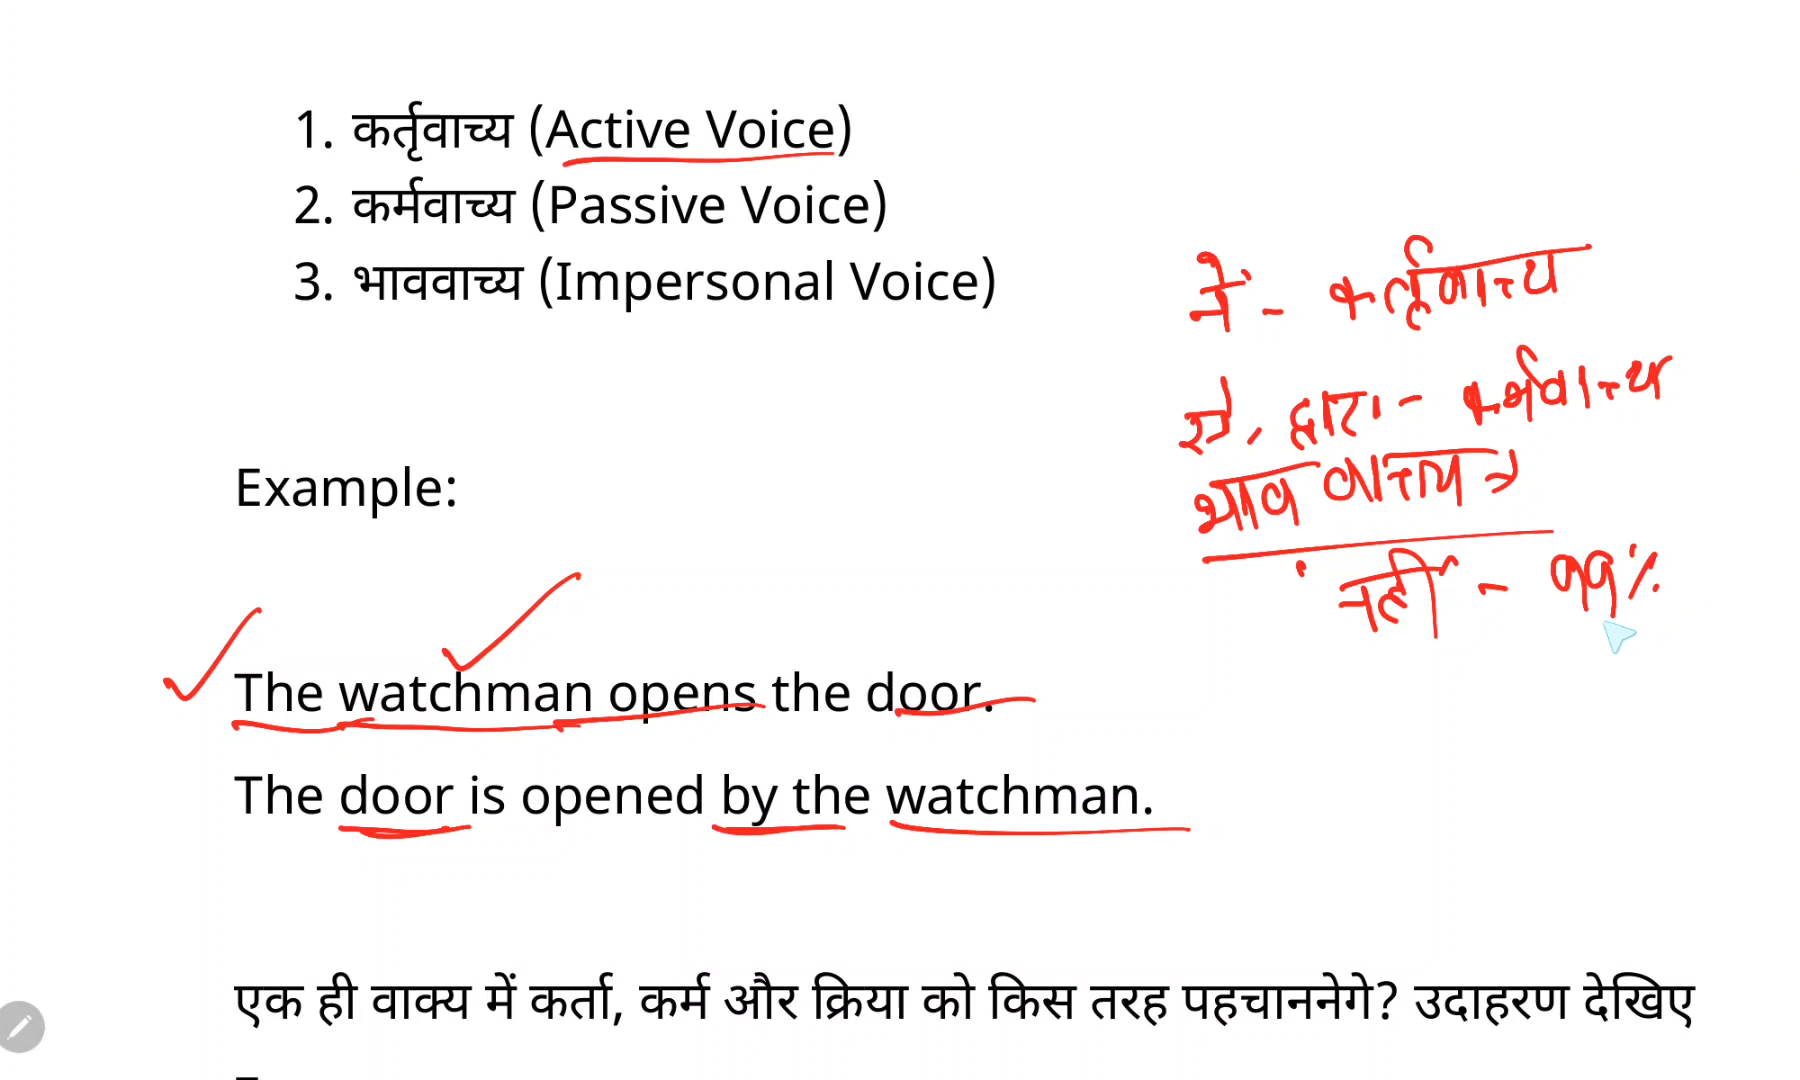 1. कर्तृवाच्य (Active Voice)
2. कर्मवाच्य (Passive Voice)
3. भाववाच्य (Impersonal Voice)
ने - कर्तृवाच्य
से, द्वारा - कर्मवाच्य
भाव वाच्य →
नहीं - 99%
Example:
The watchman opens the door.
The door is opened by the watchman.
एक ही वाक्य में कर्ता, कर्म और क्रिया को किस तरह पहचाननेगे? उदाहरण देखिए